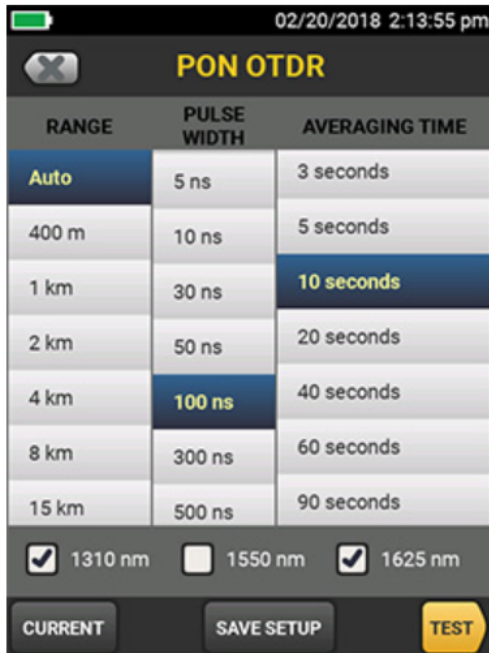 02/20/2018 2:13:55 pm
PON OTDR
RANGE
PULSE
WIDTH
AVERAGING TIME
Auto
400 m
1 km
2 km
4 km
8 km
15 km
5 ns
10 ns
30 ns
50 ns
100 ns
300 ns
500 ns
3 seconds
5 seconds
10 seconds
20 seconds
40 seconds
60 seconds
90 seconds
1310 nm
1550 nm
1625 nm
CURRENT
SAVE SETUP
TEST